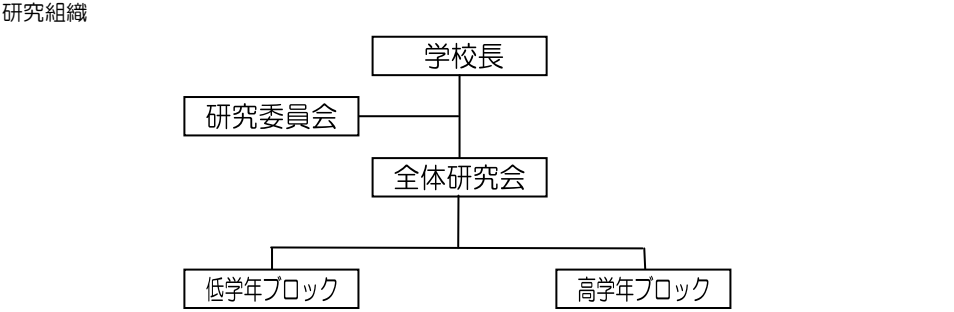 研究組織
学校長
研究委員会
全体研究会
低学年ブロック
高学年ブロック